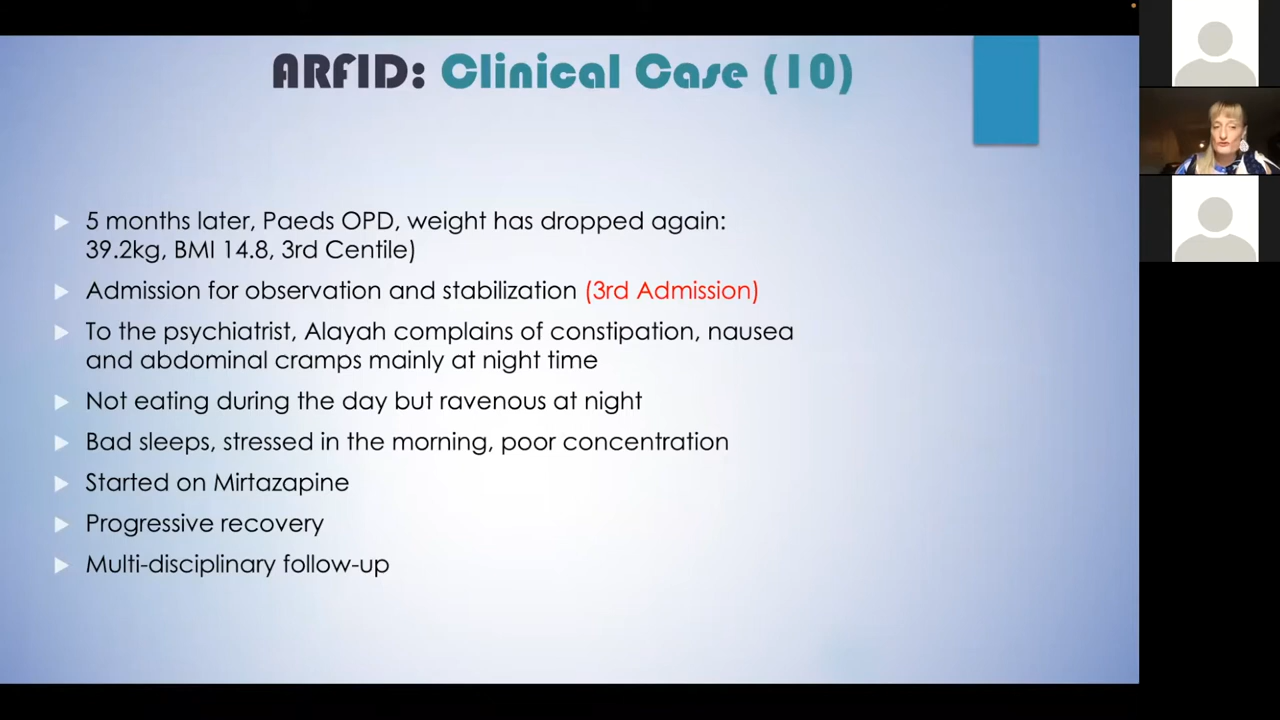 ARFID: Clinical Case (10)
5 months later, Paeds OPD, weight has dropped again:
39.2kg, BMI 14.8, 3rd Centile)
Admission for observation and stabilization (3rd Admission)
To the psychiatrist, Alayah complains of constipation, nausea
and abdominal cramps mainly at night time
Not eating during the day but ravenous at night
Bad sleeps, stressed in the morning, poor concentration
Started on Mirtazapine
Progressive recovery
Multi-disciplinary follow-up